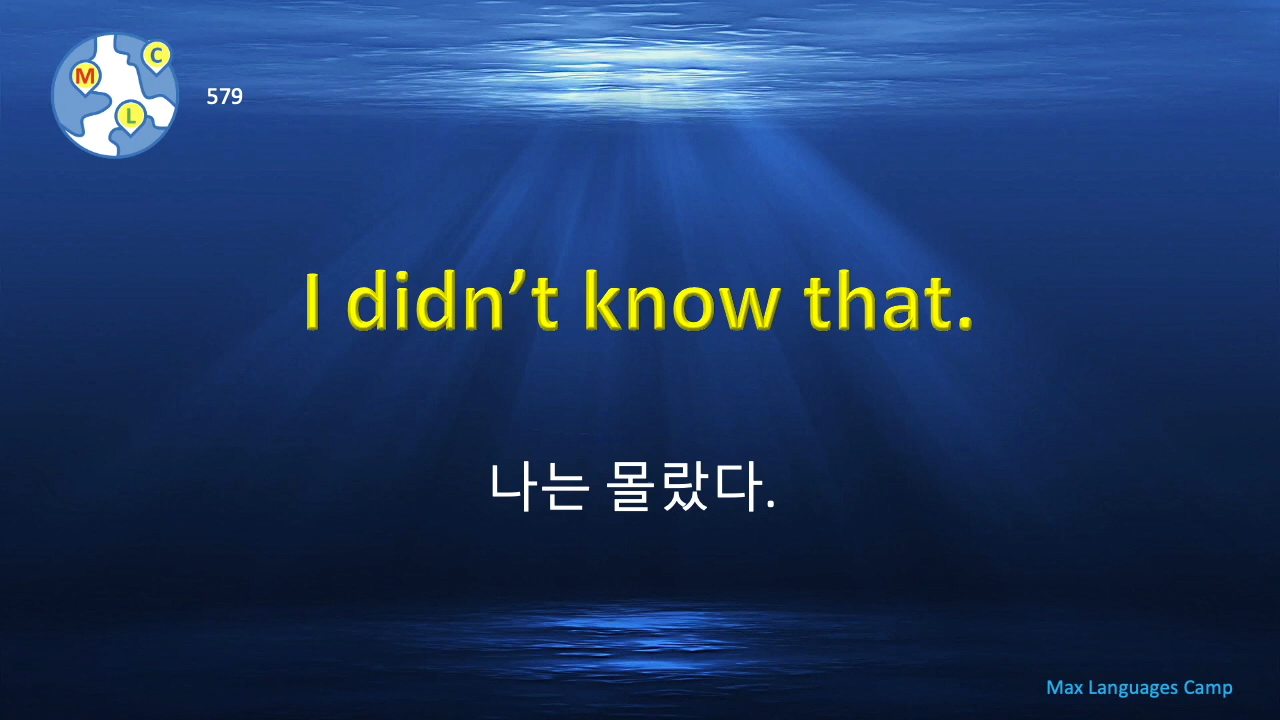 M
C
L
579
I didn’t know that.
나는 몰랐다.
Max Languages Camp